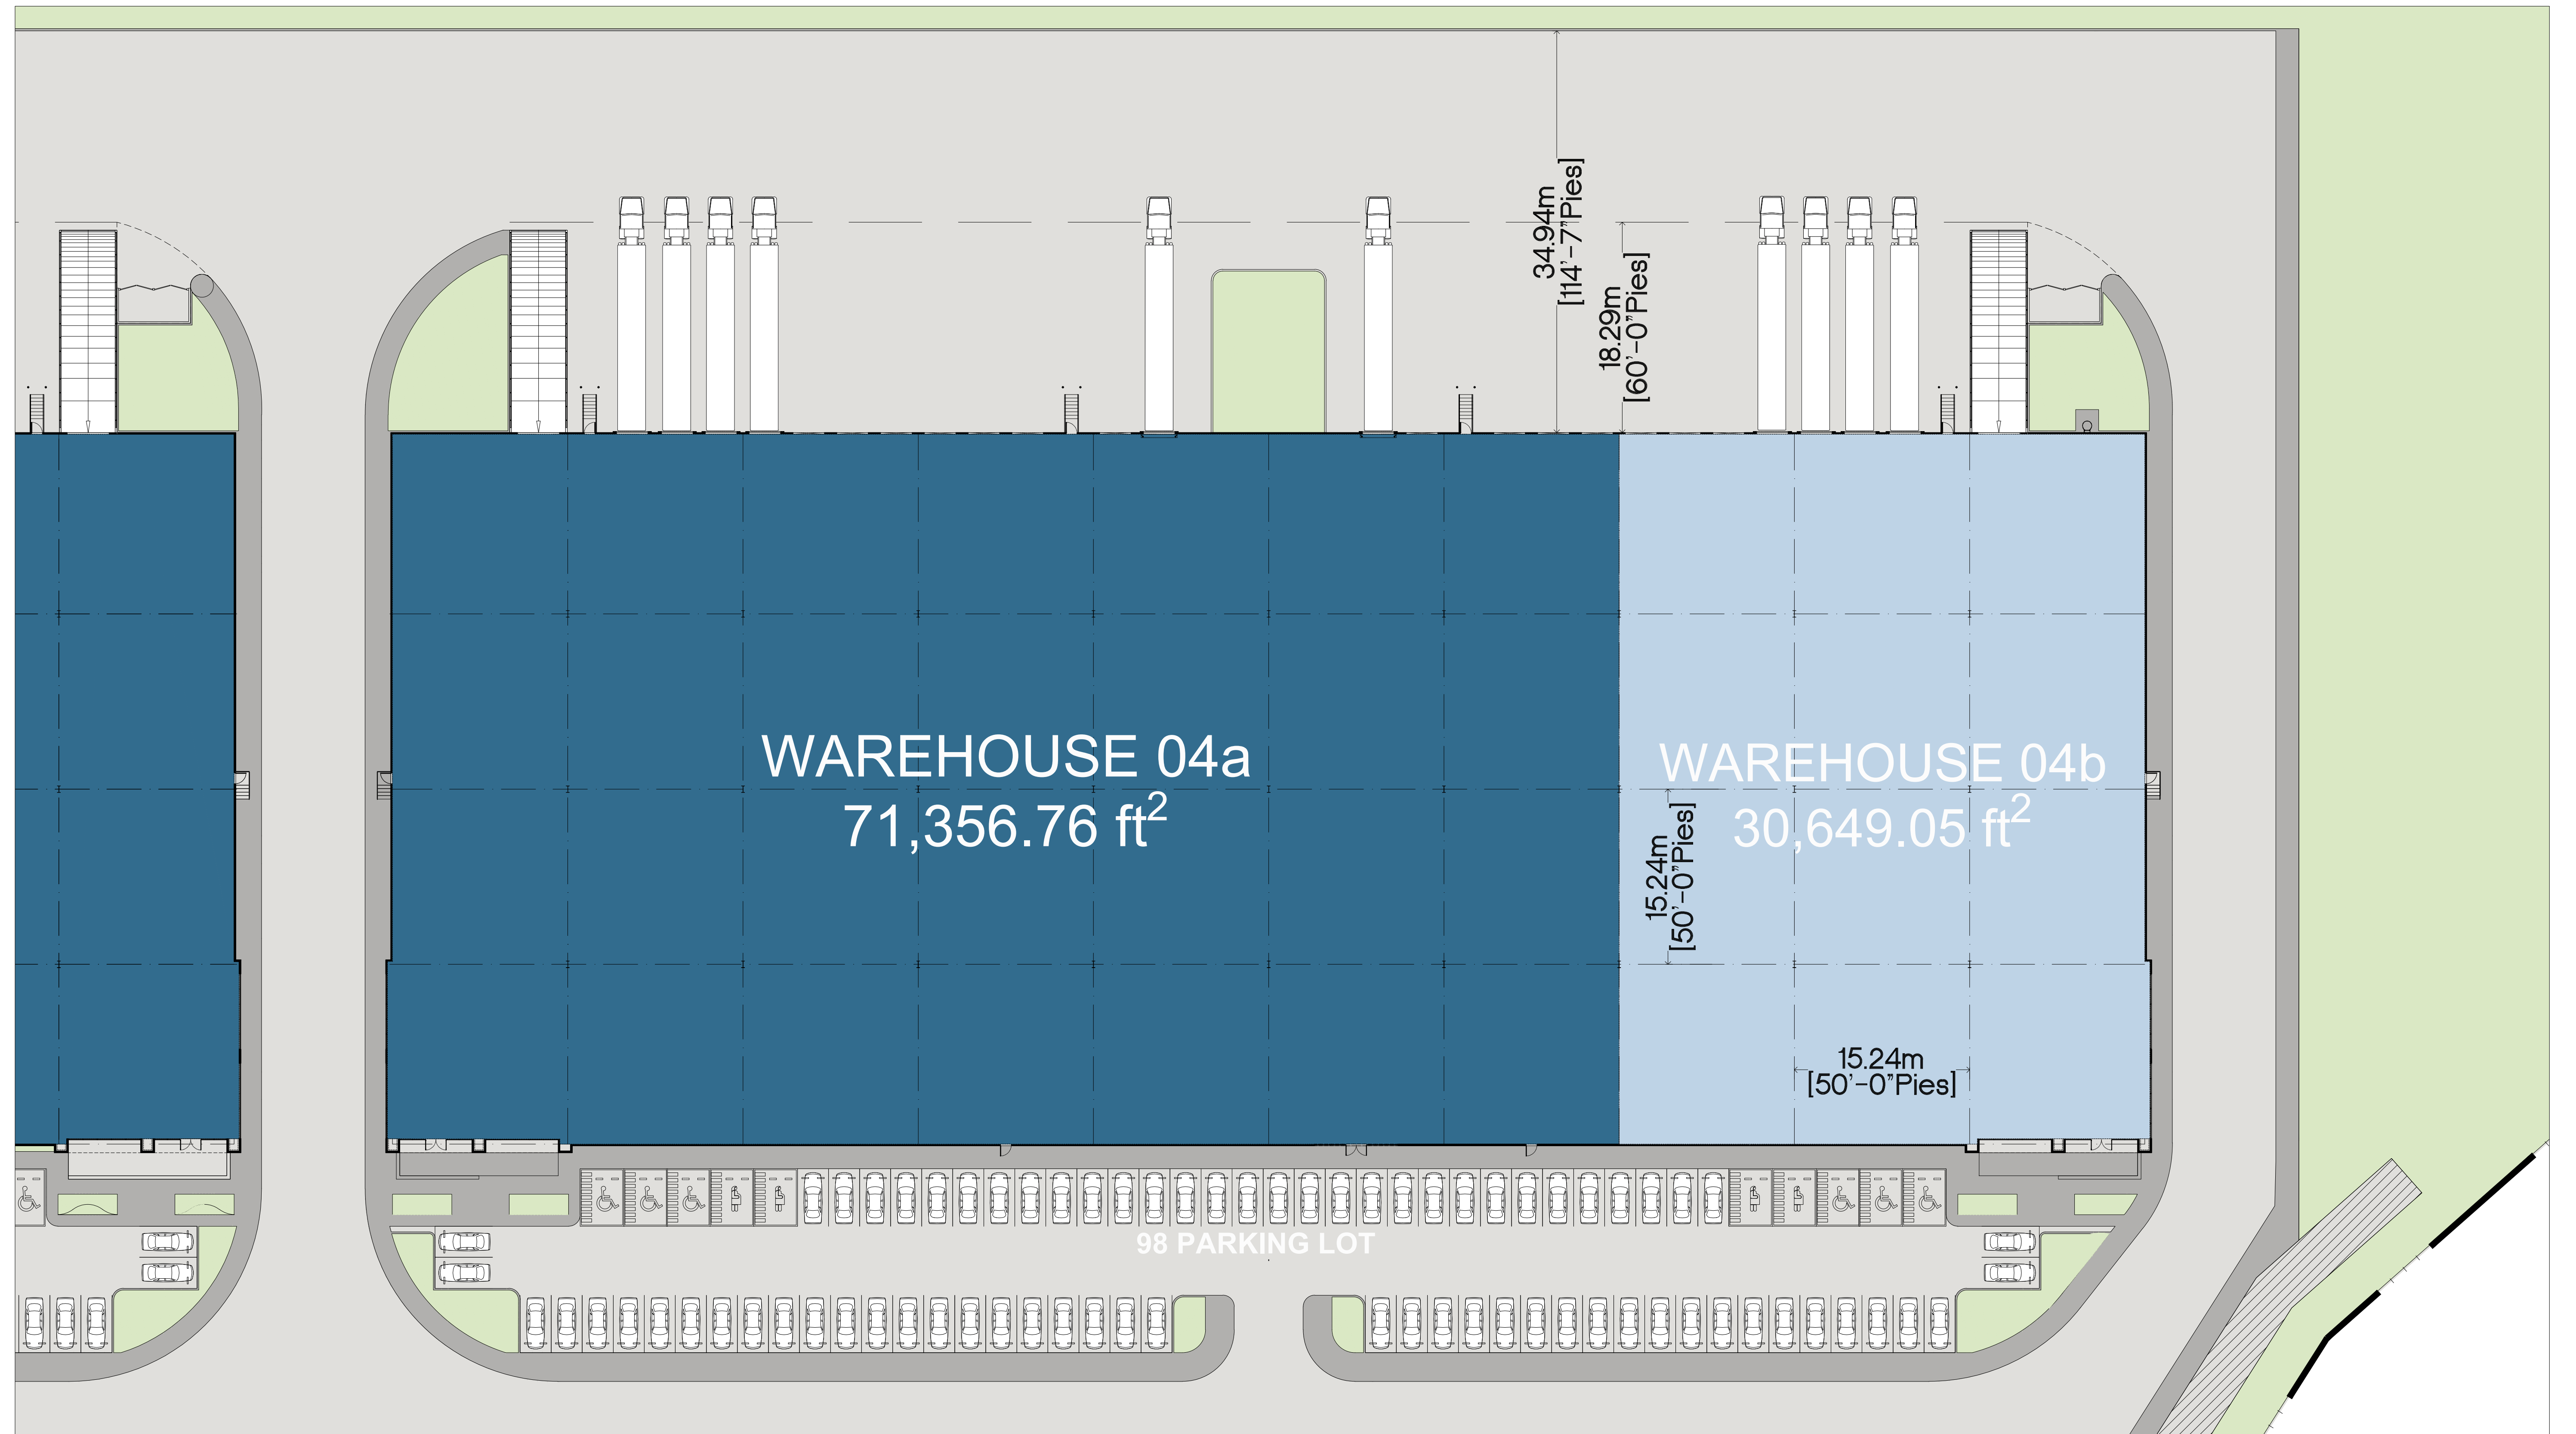 34.94m
[114'-7"Pies]
18.29m
[60'-0"Pies]
WAREHOUSE 04a
71,356.76 ft²
WAREHOUSE 04b
30,649.05 ft²
15.24m
[50'-0"Pies]
15.24m
[50'-0"Pies]
98 PARKING LOT